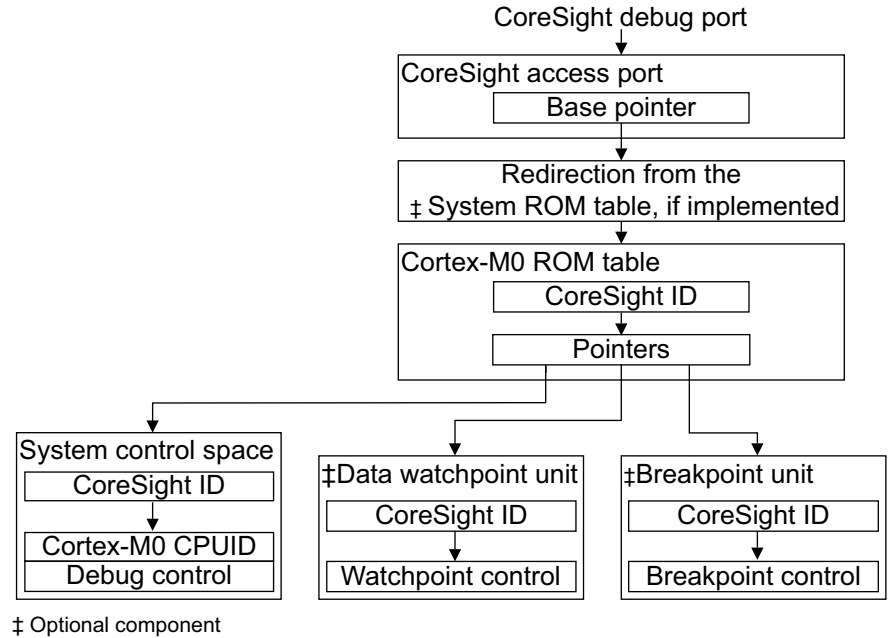 CoreSight debug port
CoreSight access port
Base pointer
Redirection from the
‡ System ROM table, if implemented
Cortex-M0 ROM table
CoreSight ID
Pointers
System control space
CoreSight ID
Cortex-M0 CPUID
Debug control
‡Data watchpoint unit
CoreSight ID
Watchpoint control
‡Breakpoint unit
CoreSight ID
Breakpoint control
‡ Optional component